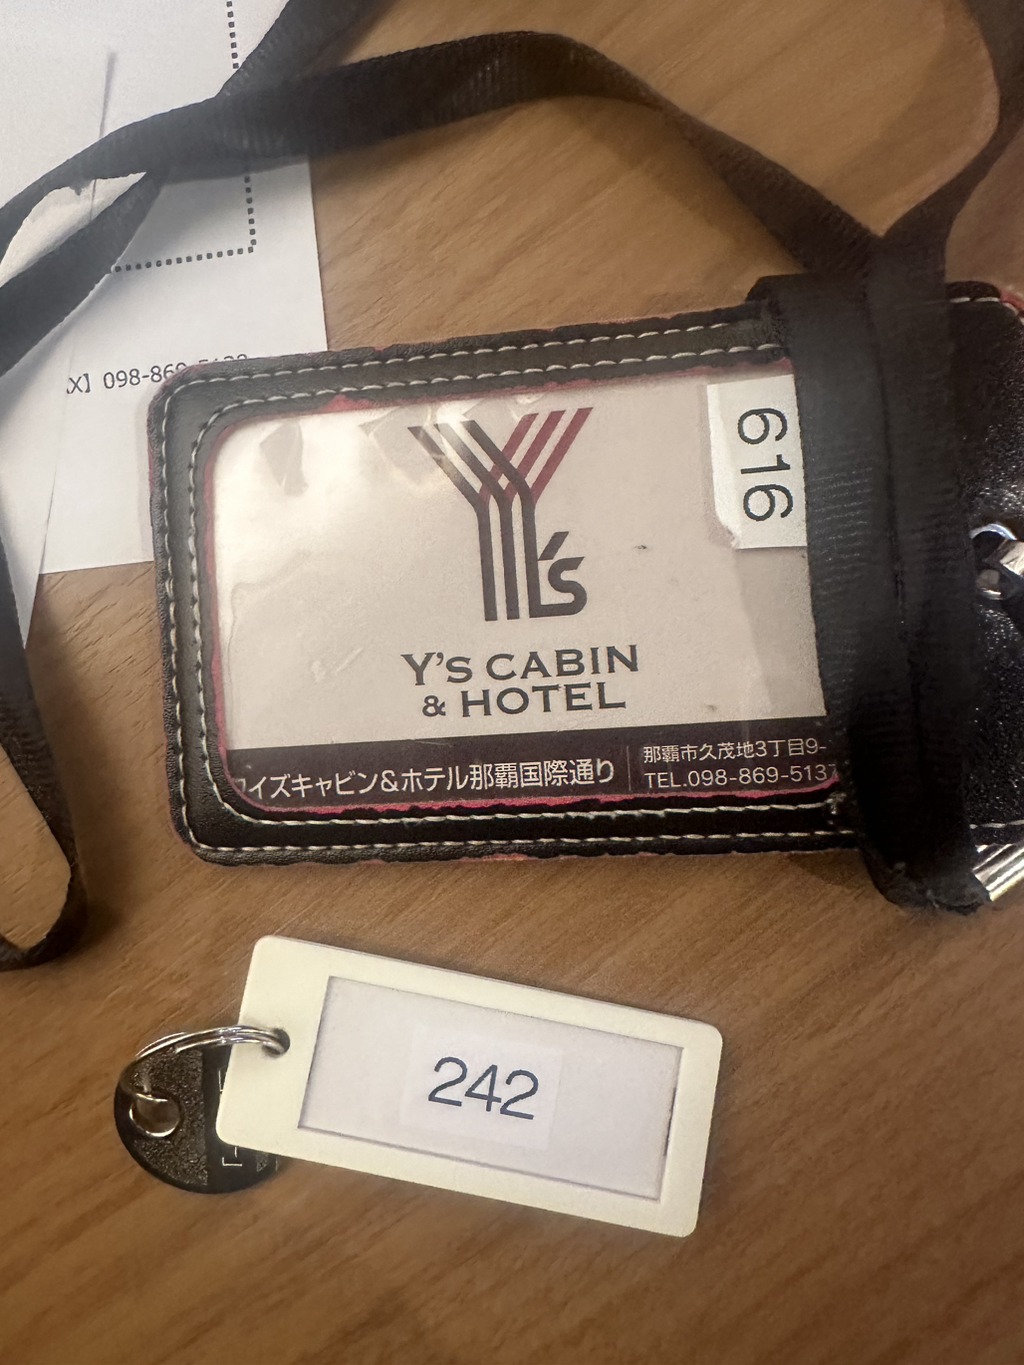 098-869-5138
616
Y's
Y'S CABIN
& HOTEL
イズキャビン&ホテル那覇国際通り
那覇市久茂地3丁目9-
TEL.098-869-5137
242